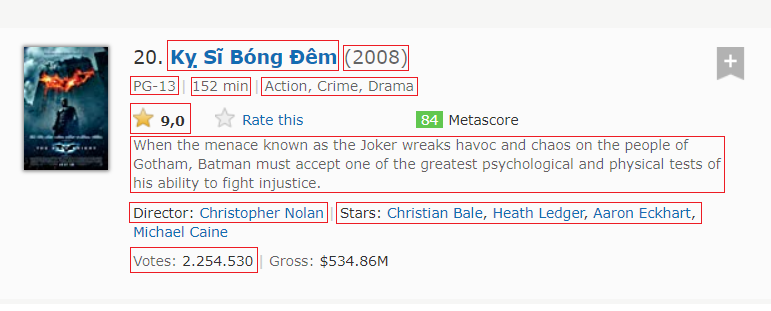 20. Kỵ Sĩ Bóng Đêm (2008)
PG-13 | 152 min | Action, Crime, Drama
9,0 Rate this 84 Metascore
When the menace known as the Joker wreaks havoc and chaos on the people of
Gotham, Batman must accept one of the greatest psychological and physical tests of
his ability to fight injustice.
Director: Christopher Nolan | Stars: Christian Bale, Heath Ledger, Aaron Eckhart,
Michael Caine
Votes: 2.254.530 | Gross: $534.86M